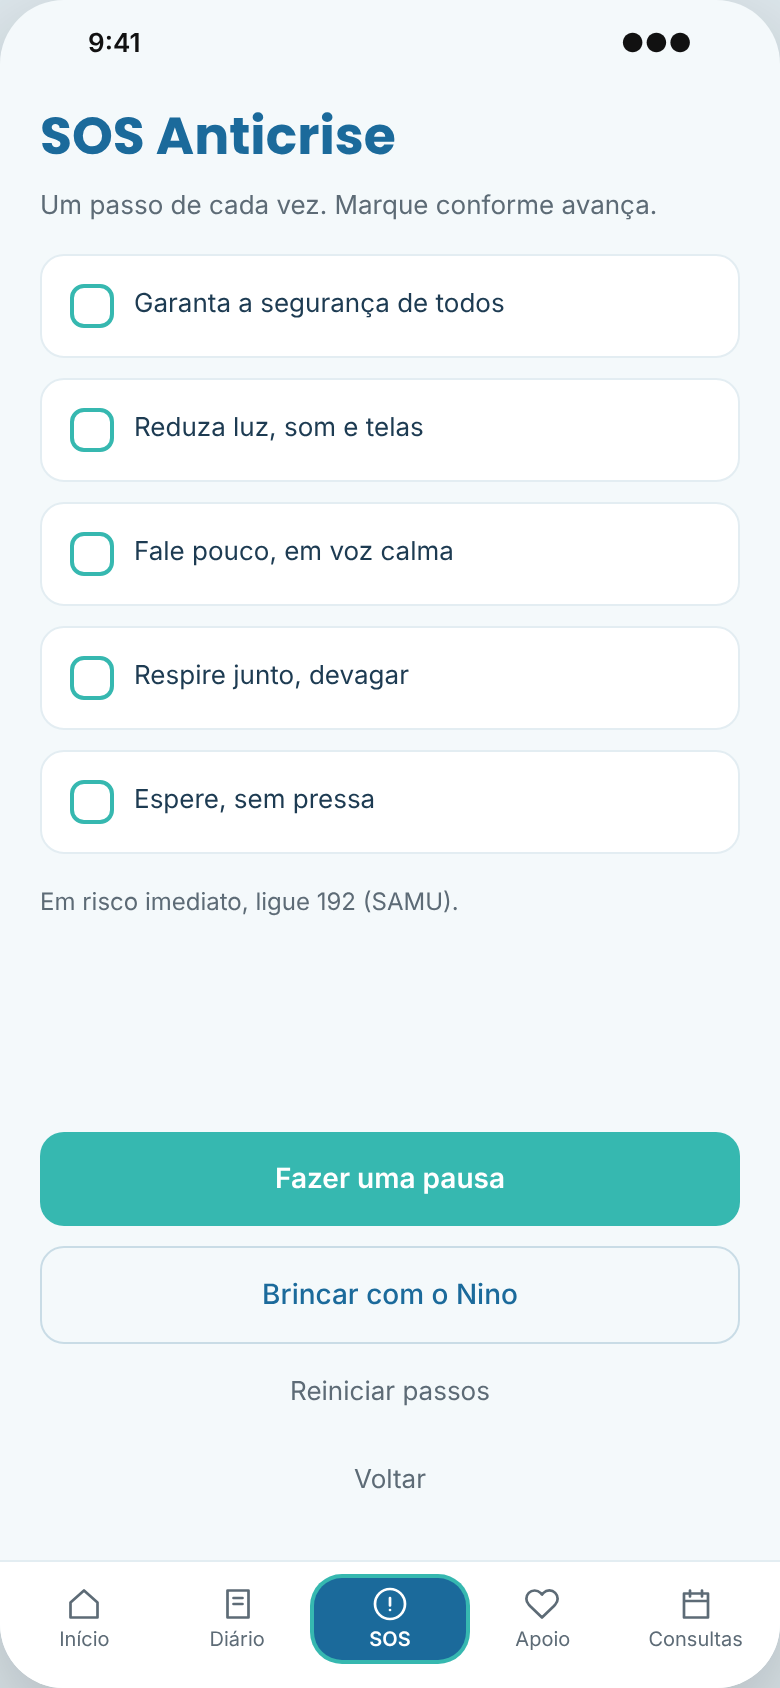 9:41
SOS Anticrise
Um passo de cada vez. Marque conforme avança.
Garanta a segurança de todos
Reduza luz, som e telas
Fale pouco, em voz calma
Respire junto, devagar
Espere, sem pressa
Em risco imediato, ligue 192 (SAMU).
Fazer uma pausa
Brincar com o Nino
Reiniciar passos
Voltar
Início
Diário
SOS
Apoio
Consultas